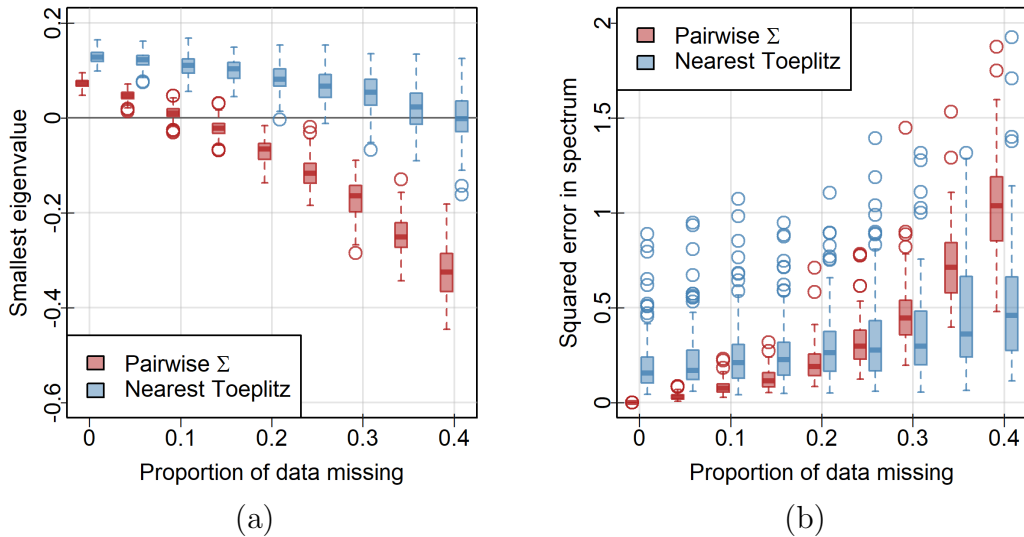 0.2
0
-0.2
-0.4
-0.6
Smallest eigenvalue
Pairwise Σ
Nearest Toeplitz
0 0.1 0.2 0.3 0.4
Proportion of data missing
(a)
2
1.5
1
0.5
0
Squared error in spectrum
Pairwise Σ
Nearest Toeplitz
0 0.1 0.2 0.3 0.4
Proportion of data missing
(b)